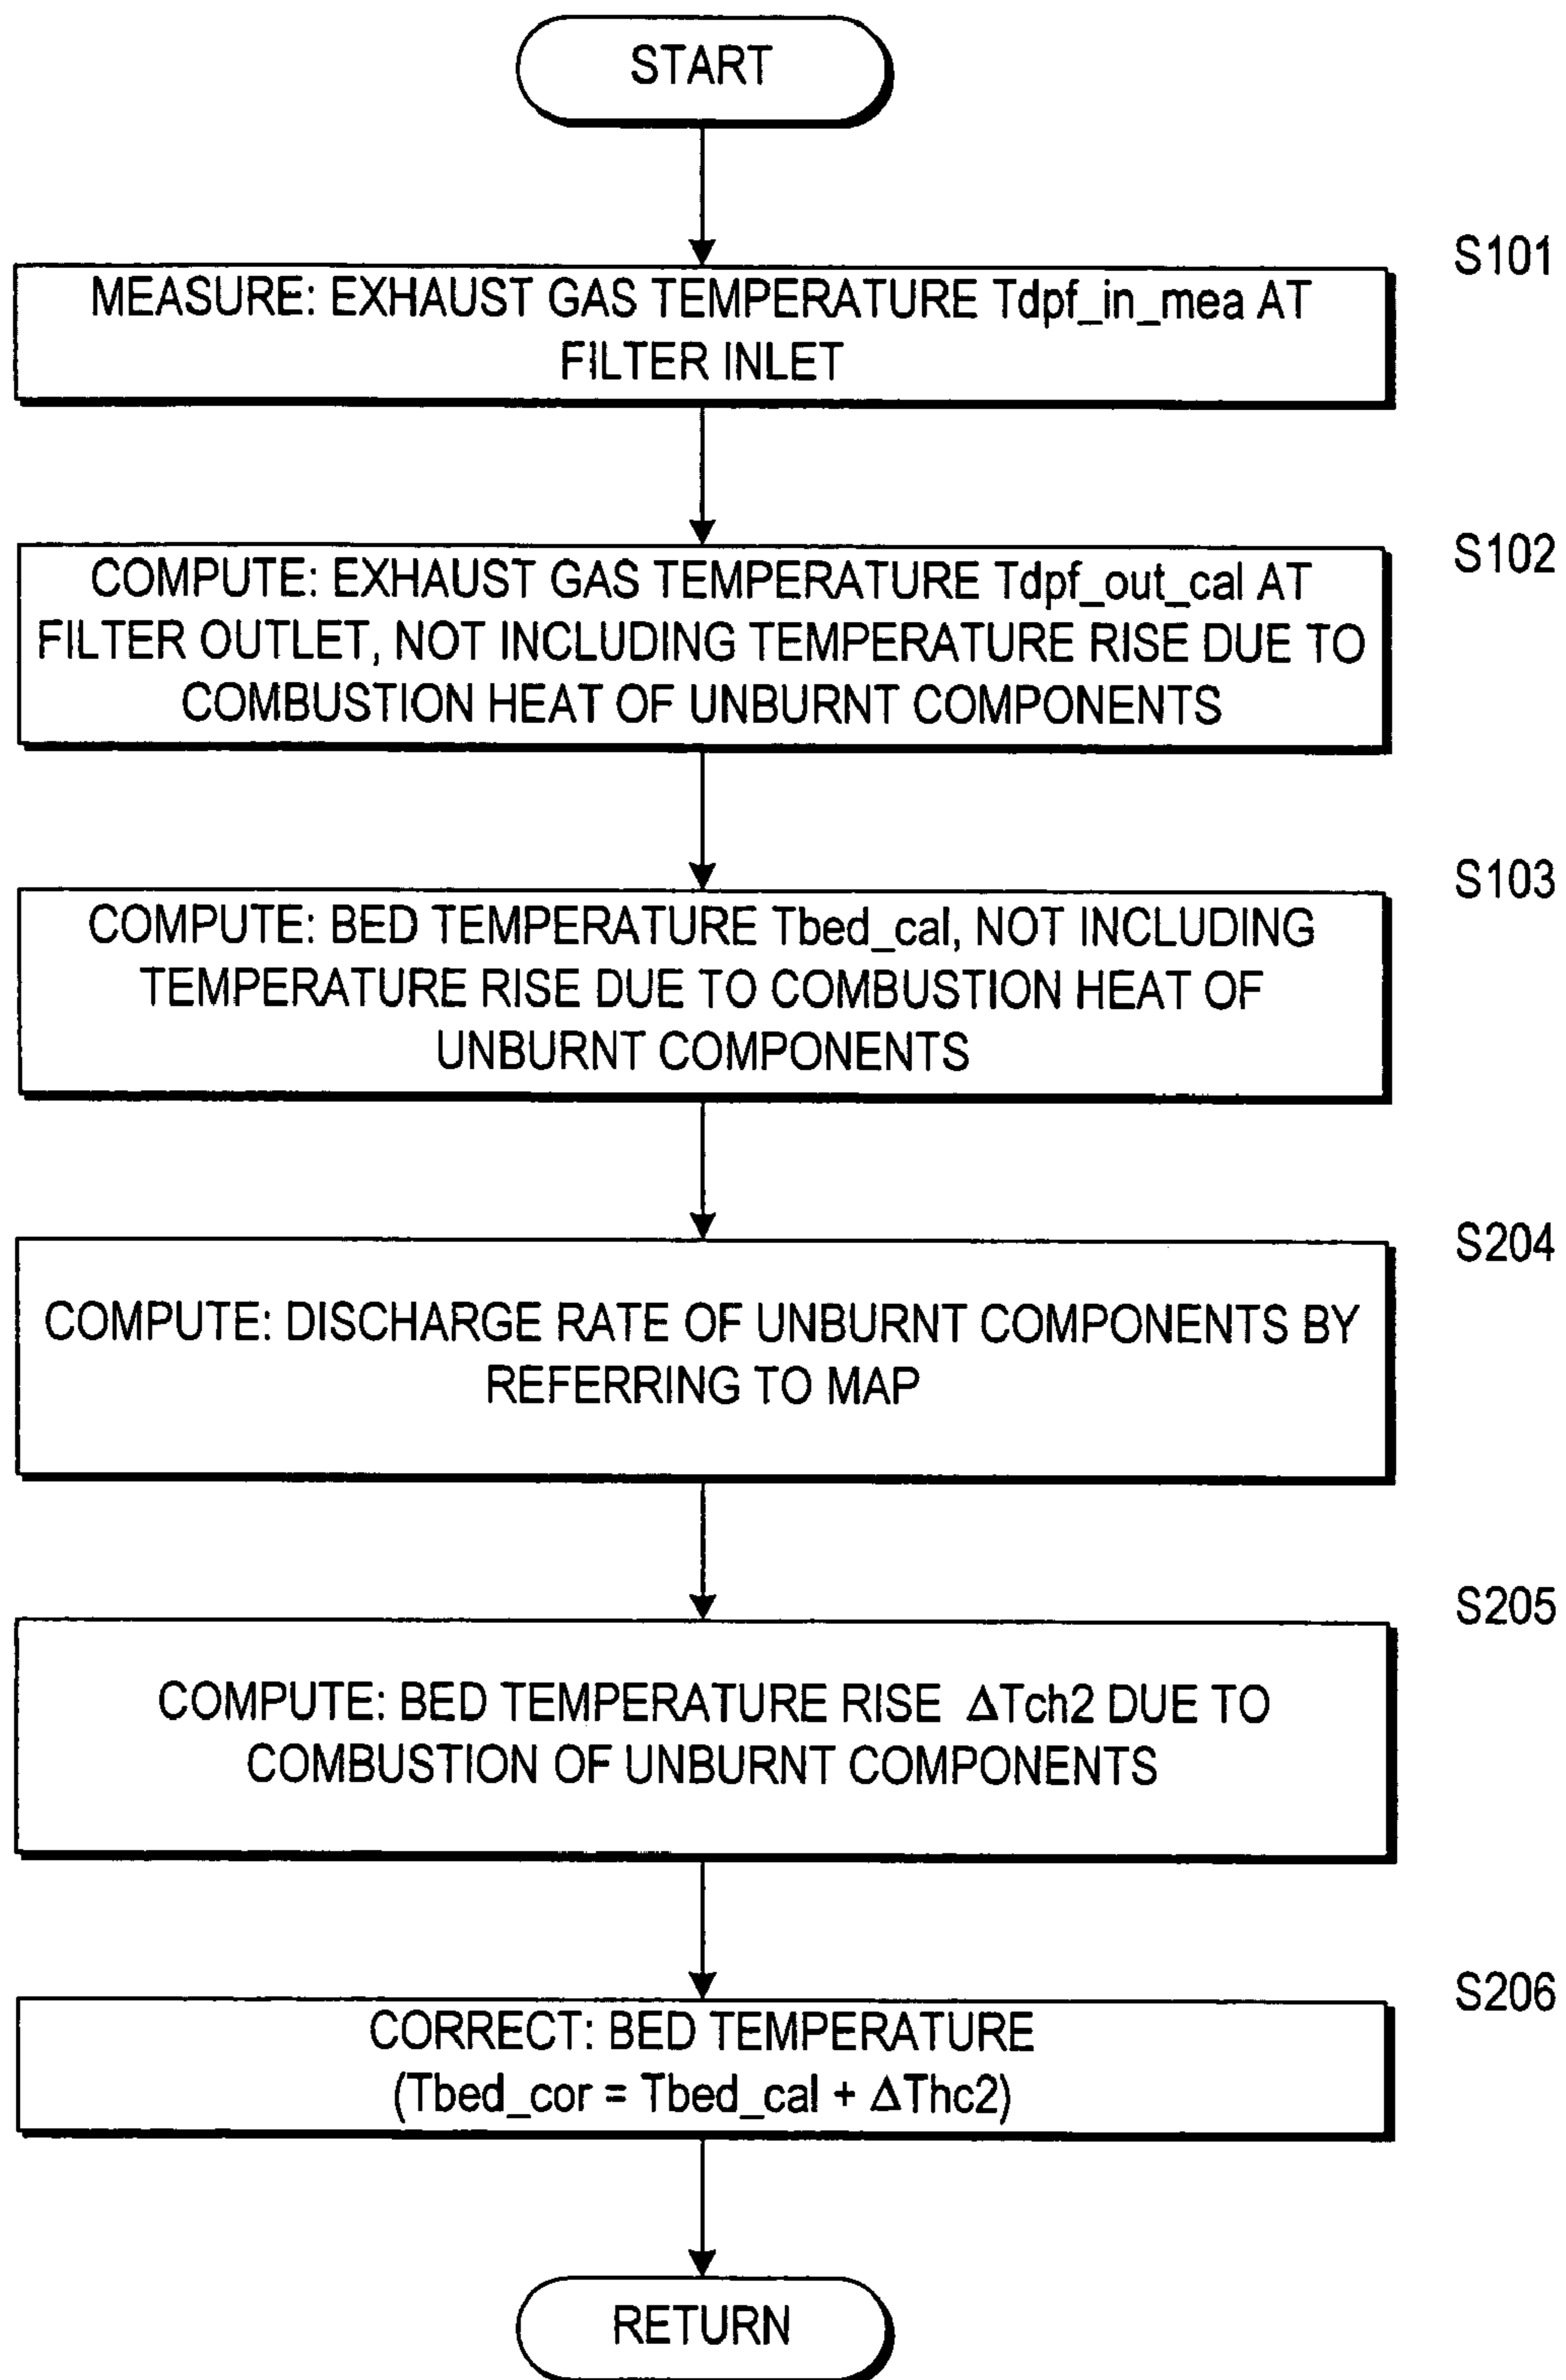 START
S101
MEASURE: EXHAUST GAS TEMPERATURE Tdpf_in_mea AT
FILTER INLET
S102
COMPUTE: EXHAUST GAS TEMPERATURE Tdpf_out_cal AT
FILTER OUTLET, NOT INCLUDING TEMPERATURE RISE DUE TO
COMBUSTION HEAT OF UNBURNT COMPONENTS
S103
COMPUTE: BED TEMPERATURE Tbed_cal, NOT INCLUDING
TEMPERATURE RISE DUE TO COMBUSTION HEAT OF
UNBURNT COMPONENTS
S204
COMPUTE: DISCHARGE RATE OF UNBURNT COMPONENTS BY
REFERRING TO MAP
S205
COMPUTE: BED TEMPERATURE RISE ΔTch2 DUE TO
COMBUSTION OF UNBURNT COMPONENTS
S206
CORRECT: BED TEMPERATURE
(Tbed_cor = Tbed_cal + ΔThc2)
RETURN